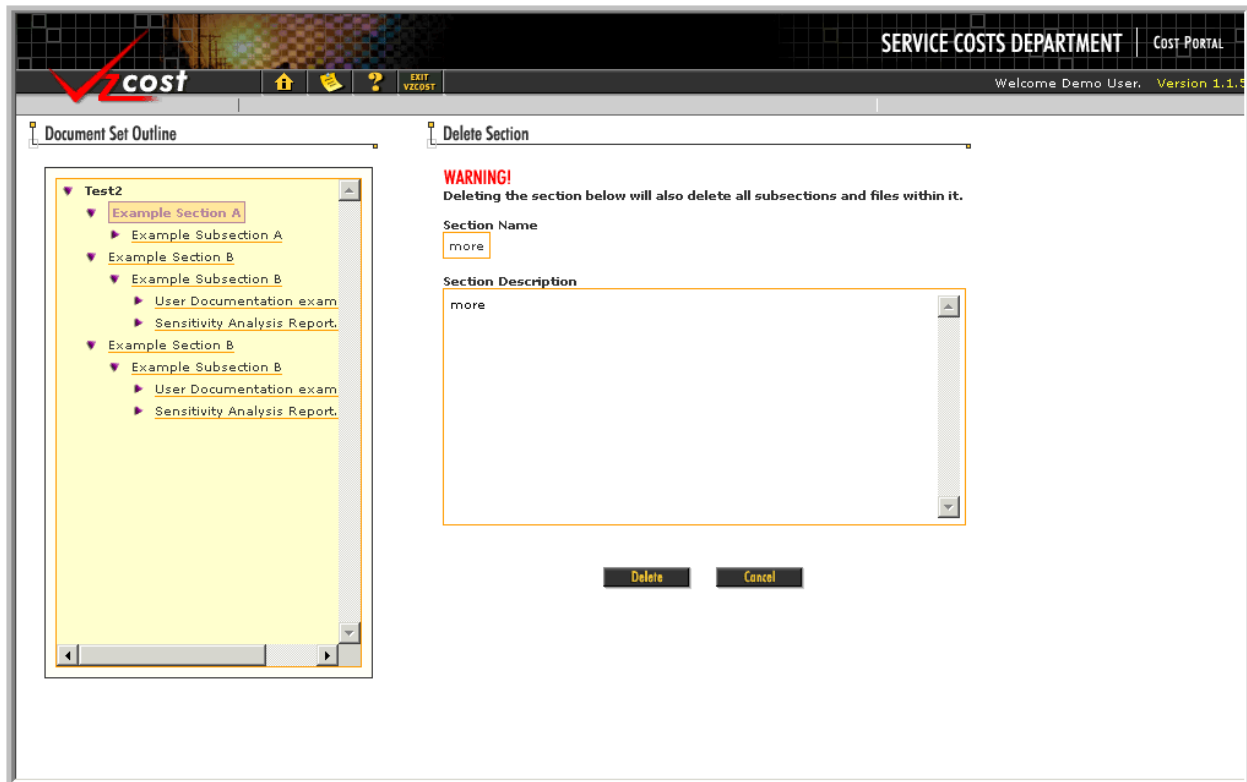 SERVICE COSTS DEPARTMENT | COST PORTAL
Vzcost
EXIT
VZCOST
Welcome Demo User. Version 1.1.5
Document Set Outline
Test2
Example Section A
Example Subsection A
Example Section B
Example Subsection B
User Documentation exam
Sensitivity Analysis Report.
Example Section B
Example Subsection B
User Documentation exam
Sensitivity Analysis Report.
Delete Section
WARNING!
Deleting the section below will also delete all subsections and files within it.
Section Name
more
Section Description
more
Delete
Cancel